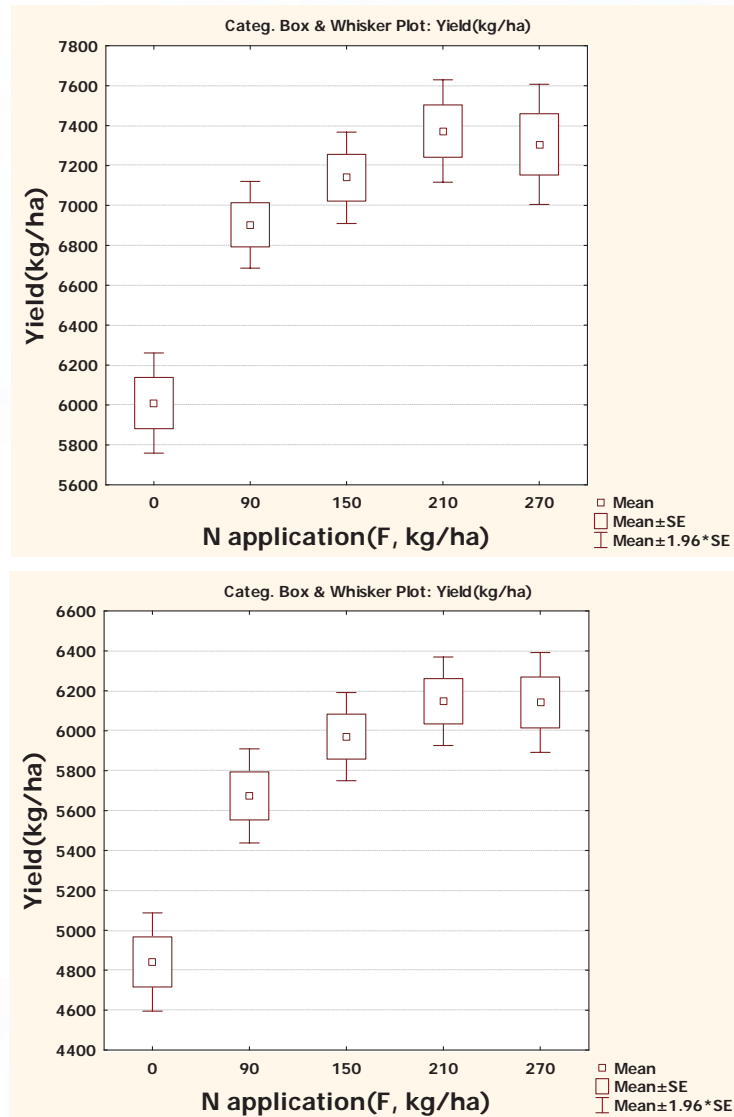 Categ. Box & Whisker Plot: Yield(kg/ha)
7800
7600
7400
7200
7000
6800
6600
6400
6200
6000
5800
5600
Yield(kg/ha)
0 90 150 210 270
N application(F, kg/ha)
Mean
Mean±SE
Mean±1.96*SE
Categ. Box & Whisker Plot: Yield(kg/ha)
6600
6400
6200
6000
5800
5600
5400
5200
5000
4800
4600
4400
Yield(kg/ha)
0 90 150 210 270
N application(F, kg/ha)
Mean
Mean±SE
Mean±1.96*SE